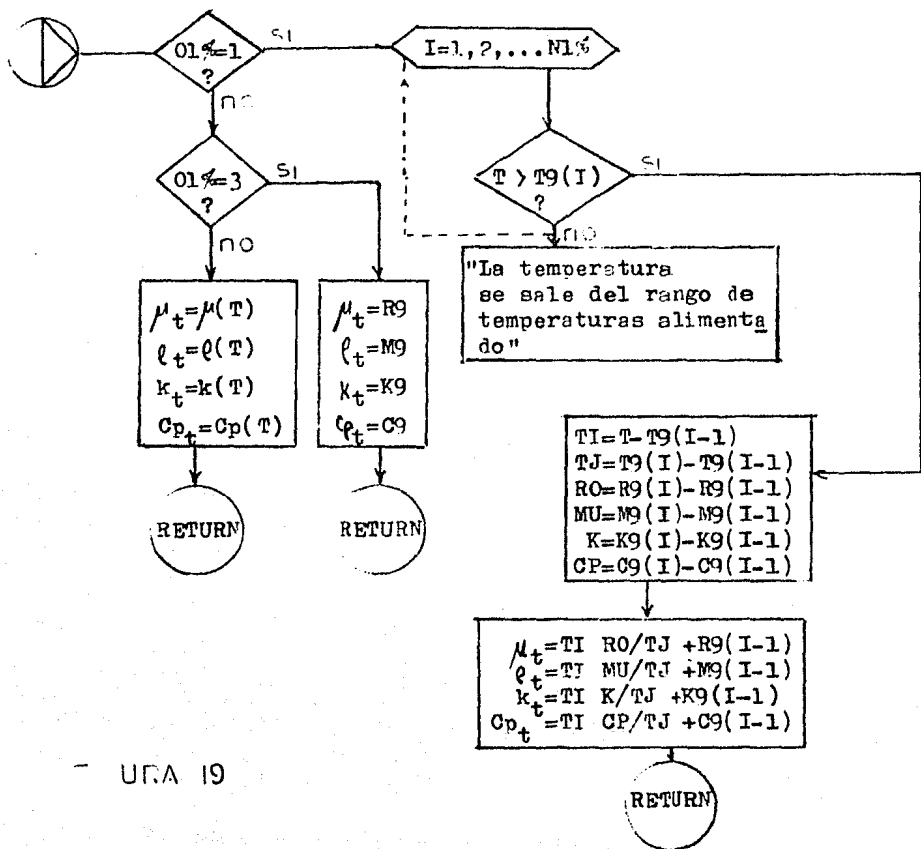 O1%=1
?
si
no
I=1,2,...N1%
O1%=3
?
si
no
T > T9(I)
?
si
no
"La temperatura
se sale del rango de
temperaturas alimenta
do"
μt=μ(T)
ρt=ρ(T)
kt=k(T)
Cpt=Cp(T)
μt=R9
ρt=M9
kt=K9
Cpt=C9
RETURN
RETURN
TI=T-T9(I-1)
TJ=T9(I)-T9(I-1)
RO=R9(I)-R9(I-1)
MU=M9(I)-M9(I-1)
K=K9(I)-K9(I-1)
CP=C9(I)-C9(I-1)
μt=TI RO/TJ +R9(I-1)
ρt=TI MU/TJ +M9(I-1)
kt=TI K/TJ +K9(I-1)
Cpt=TI CP/TJ +C9(I-1)
RETURN
19